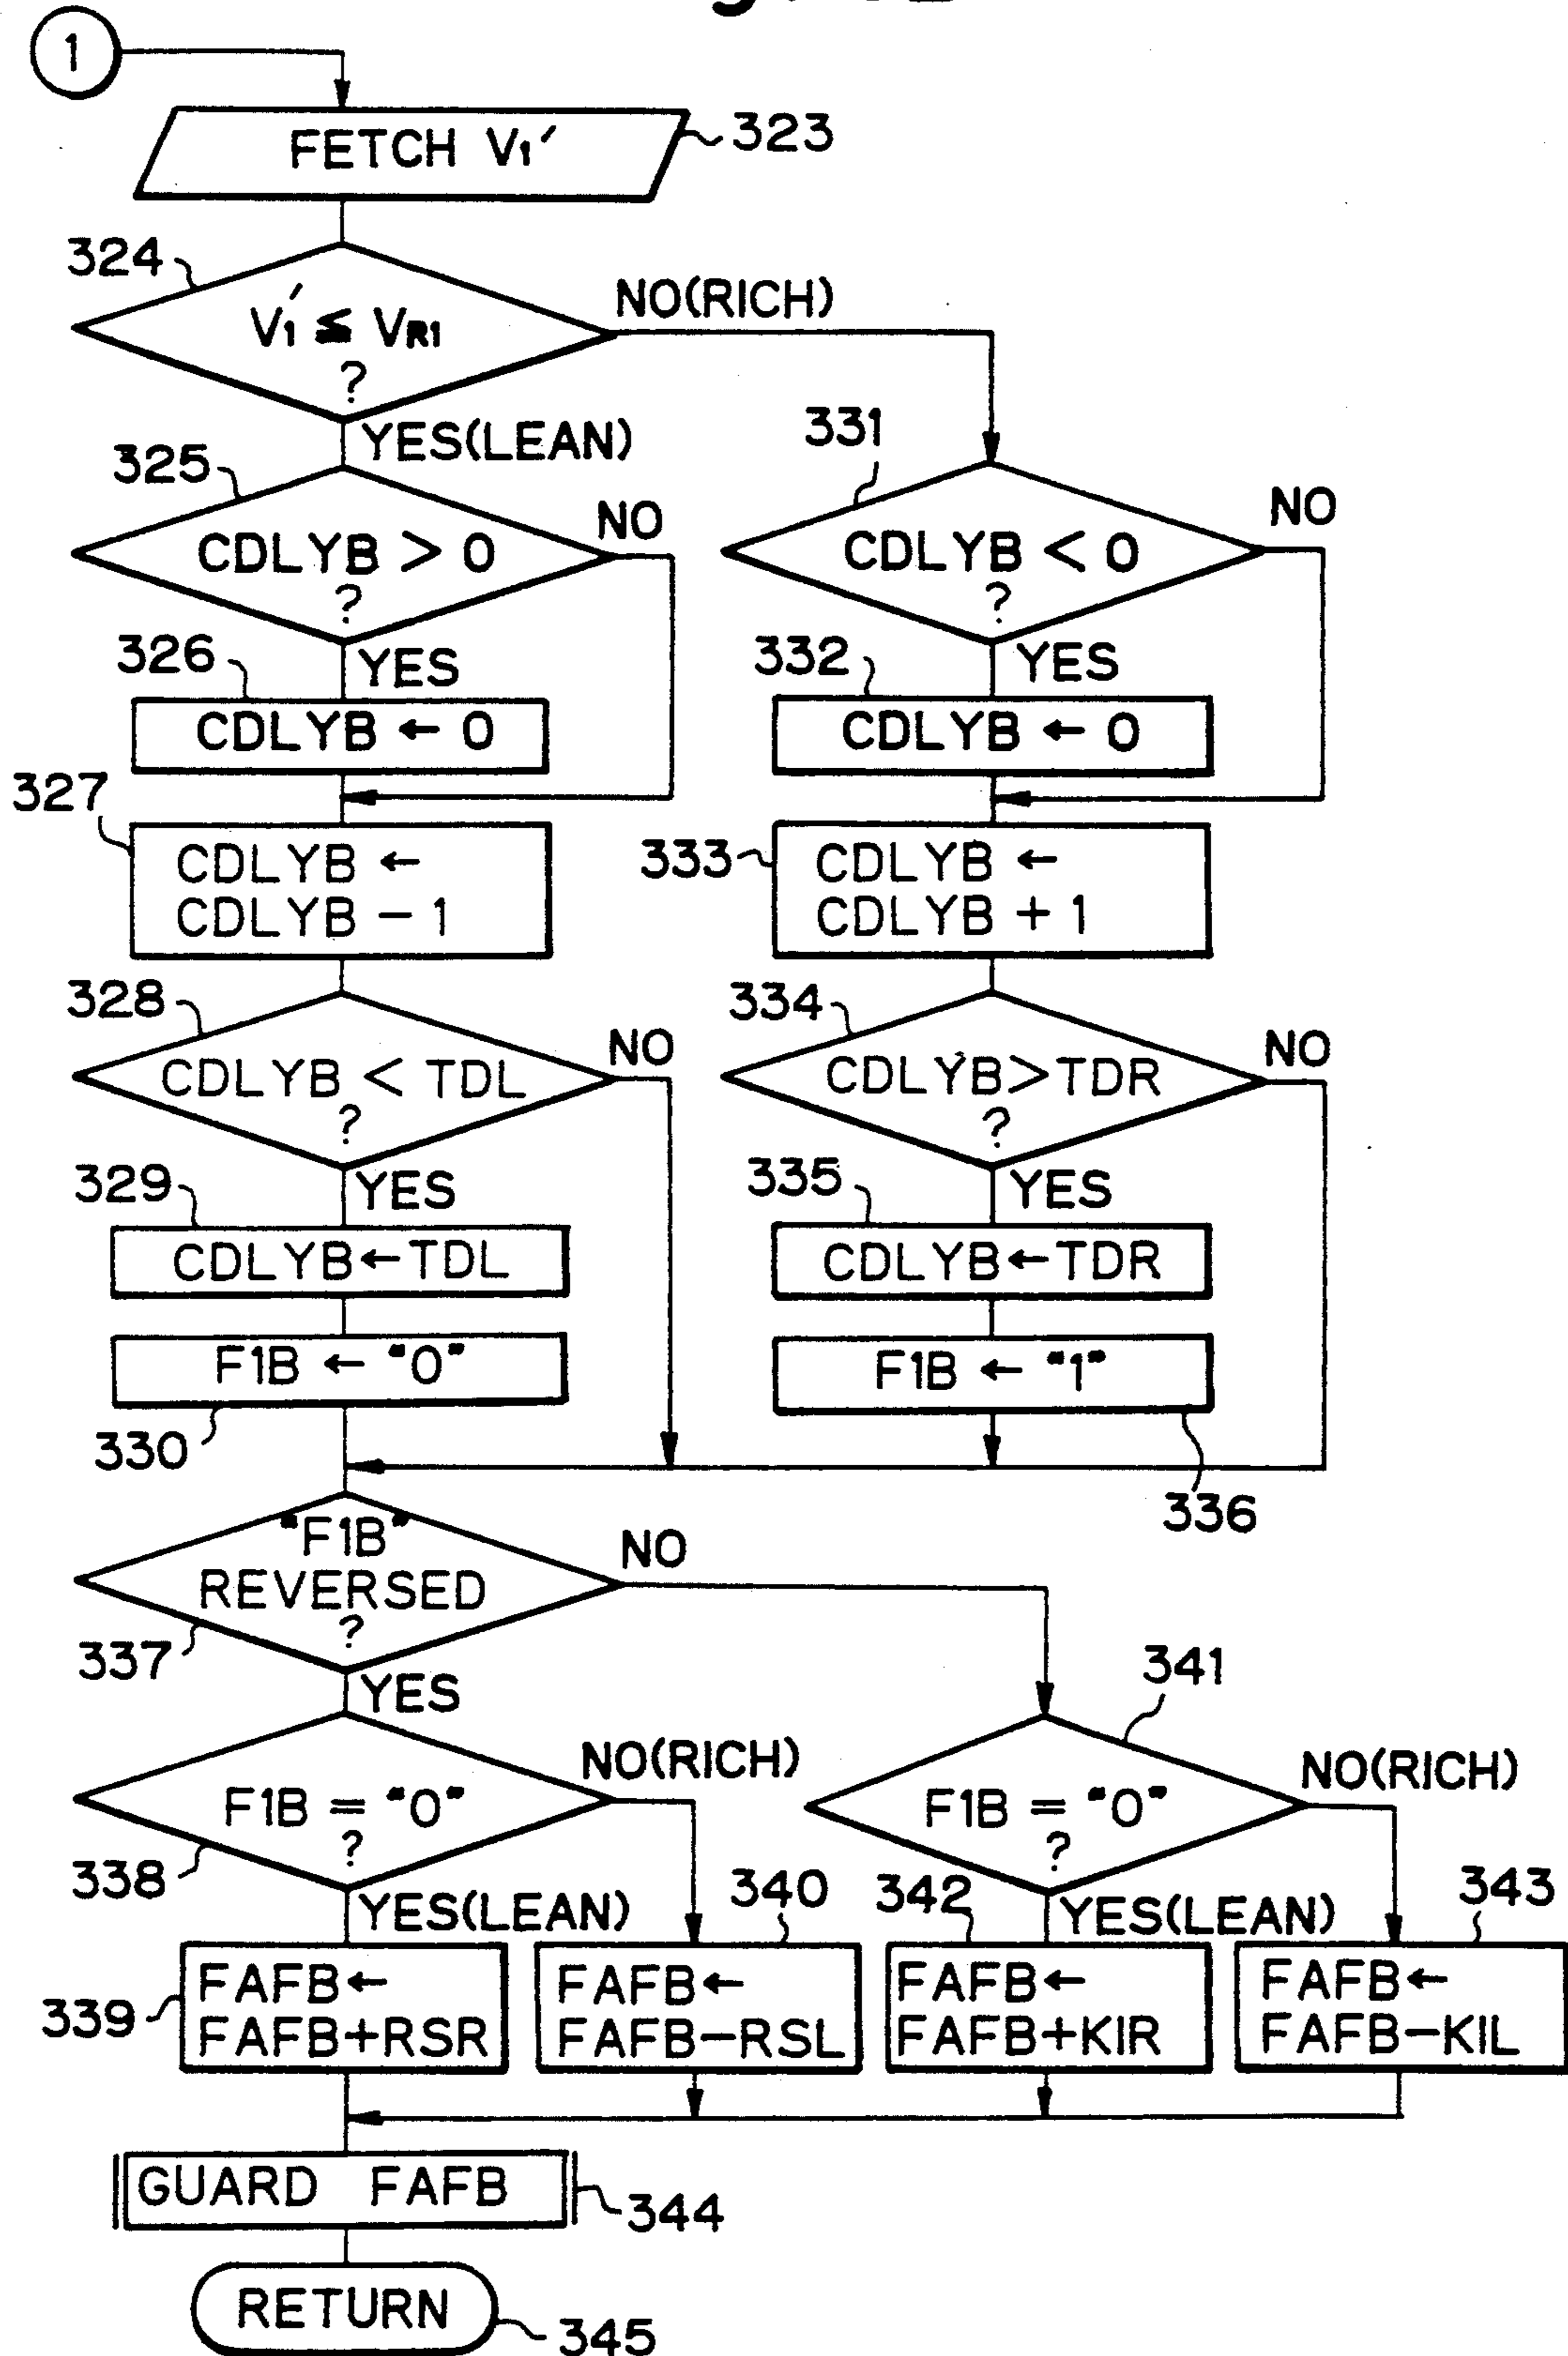 1
FETCH V1′
323
324
V1′ ≦ VR1
?
NO(RICH)
YES(LEAN)
325
CDLYB > 0
?
NO
331
CDLYB < 0
?
NO
326
YES
CDLYB ← 0
332
YES
CDLYB ← 0
327
CDLYB ←
CDLYB − 1
333
CDLYB ←
CDLYB + 1
328
CDLYB < TDL
?
NO
334
CDLYB>TDR
?
NO
329
YES
CDLYB←TDL
335
YES
CDLYB←TDR
F1B ← "0"
330
F1B ← "1"
336
"F1B"
REVERSED
?
NO
337
YES
341
F1B = "0"
?
NO(RICH)
338
YES(LEAN)
F1B = "0"
?
NO(RICH)
YES(LEAN)
339
FAFB←
FAFB+RSR
340
FAFB←
FAFB−RSL
342
FAFB←
FAFB+KIR
343
FAFB←
FAFB−KIL
GUARD FAFB
344
RETURN
345